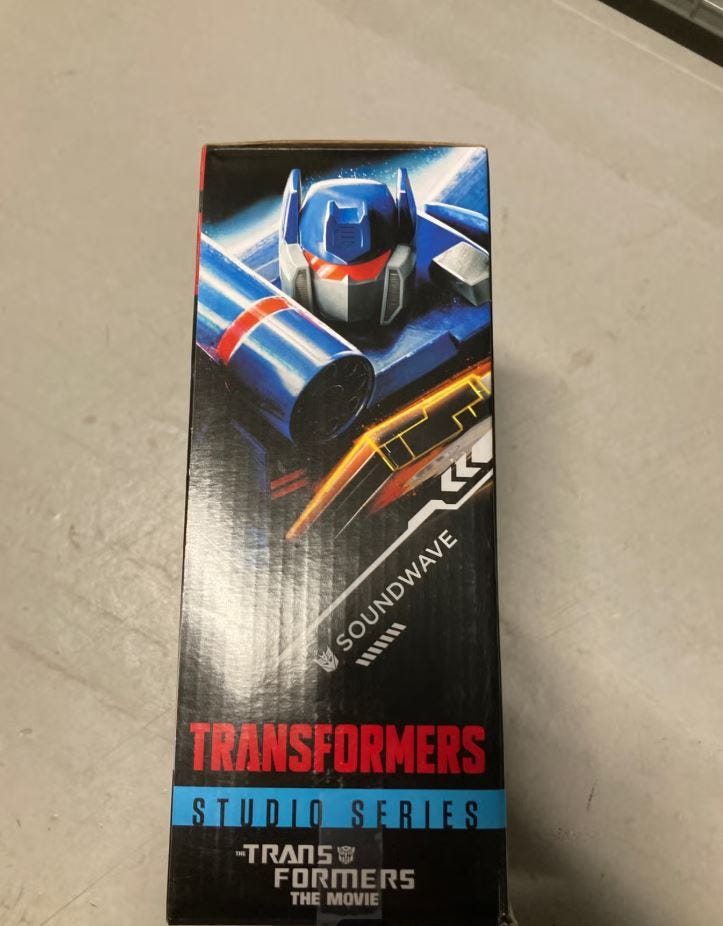 SOUNDWAVE
TRANSFORMERS
STUDIO SERIES
THE TRANS
FORMERS
THE MOVIE